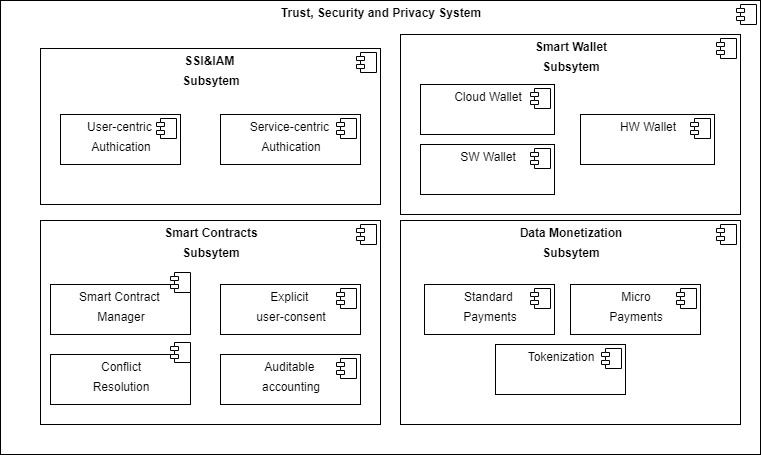 Trust, Security and Privacy System
SSI&IAM
Subsytem
User-centric
Authication
Service-centric
Authication
Smart Wallet
Subsytem
Cloud Wallet
SW Wallet
HW Wallet
Smart Contracts
Subsytem
Smart Contract
Manager
Explicit
user-consent
Conflict
Resolution
Auditable
accounting
Data Monetization
Subsytem
Standard
Payments
Micro
Payments
Tokenization